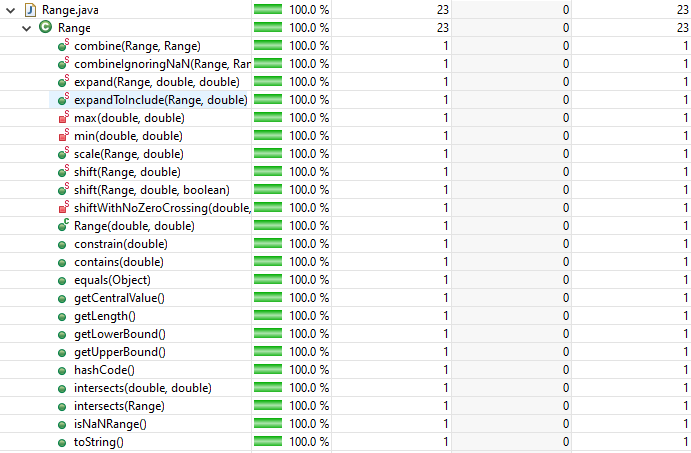 Range.java 100.0 % 23 0 23
Range 100.0 % 23 0 23
combine(Range, Range) 100.0 % 1 0 1
combineIgnoringNaN(Range, Ran 100.0 % 1 0 1
expand(Range, double, double) 100.0 % 1 0 1
expandToInclude(Range, double) 100.0 % 1 0 1
max(double, double) 100.0 % 1 0 1
min(double, double) 100.0 % 1 0 1
scale(Range, double) 100.0 % 1 0 1
shift(Range, double) 100.0 % 1 0 1
shift(Range, double, boolean) 100.0 % 1 0 1
shiftWithNoZeroCrossing(double, 100.0 % 1 0 1
Range(double, double) 100.0 % 1 0 1
constrain(double) 100.0 % 1 0 1
contains(double) 100.0 % 1 0 1
equals(Object) 100.0 % 1 0 1
getCentralValue() 100.0 % 1 0 1
getLength() 100.0 % 1 0 1
getLowerBound() 100.0 % 1 0 1
getUpperBound() 100.0 % 1 0 1
hashCode() 100.0 % 1 0 1
intersects(double, double) 100.0 % 1 0 1
intersects(Range) 100.0 % 1 0 1
isNaNRange() 100.0 % 1 0 1
toString() 100.0 % 1 0 1